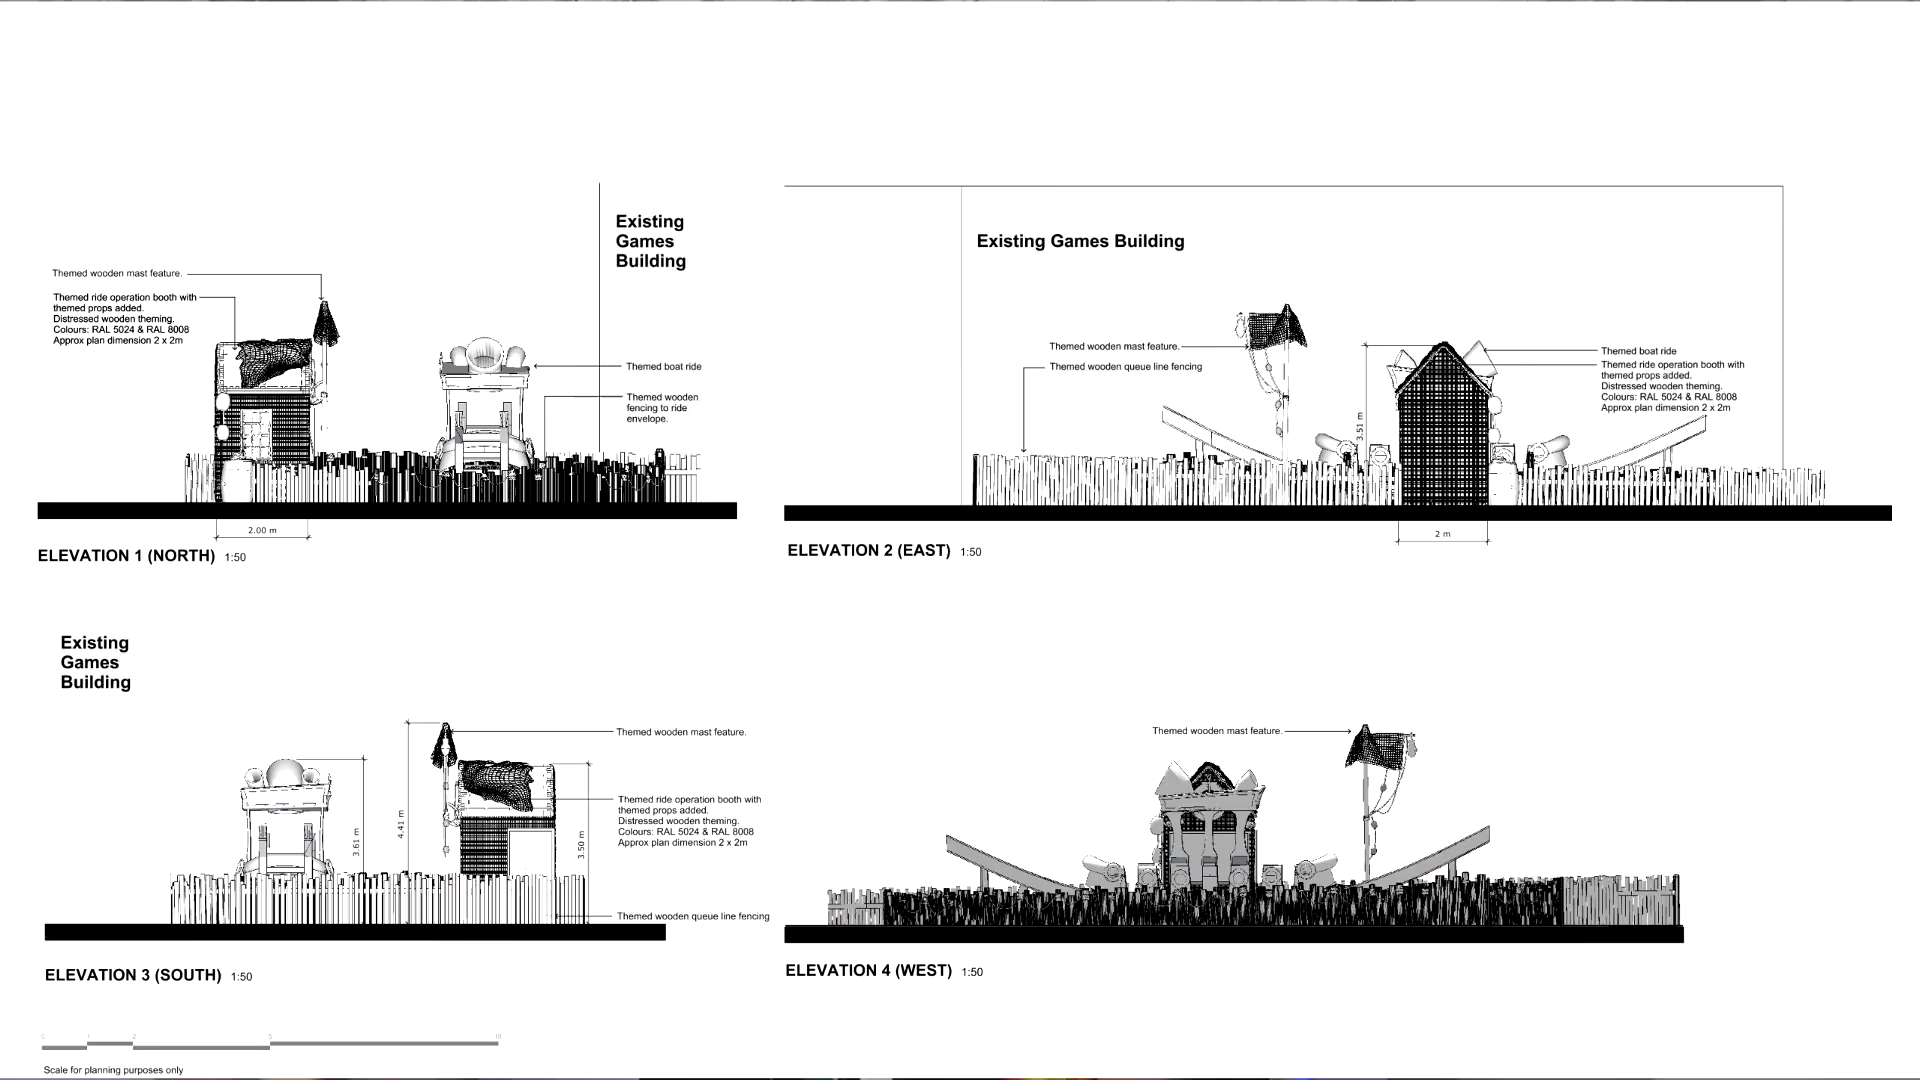 Existing
Games
Building
Themed wooden mast feature.
Themed ride operation booth with
themed props added.
Distressed wooden theming.
Colours: RAL 5024 & RAL 8008
Approx plan dimension 2 x 2m
Themed boat ride
Themed wooden
fencing to ride
envelope.
2.00 m
ELEVATION 1 (NORTH) 1:50
Existing Games Building
Themed wooden mast feature.
Themed wooden queue line fencing
Themed boat ride
Themed ride operation booth with
themed props added.
Distressed wooden theming.
Colours: RAL 5024 & RAL 8008
Approx plan dimension 2 x 2m
3.51 m
2 m
ELEVATION 2 (EAST) 1:50
Existing
Games
Building
Themed wooden mast feature.
Themed ride operation booth with
themed props added.
Distressed wooden theming.
Colours: RAL 5024 & RAL 8008
Approx plan dimension 2 x 2m
3.61 m
4.41 m
3.50 m
Themed wooden queue line fencing
ELEVATION 3 (SOUTH) 1:50
Themed wooden mast feature.
ELEVATION 4 (WEST) 1:50
0 1 2 5 10
Scale for planning purposes only